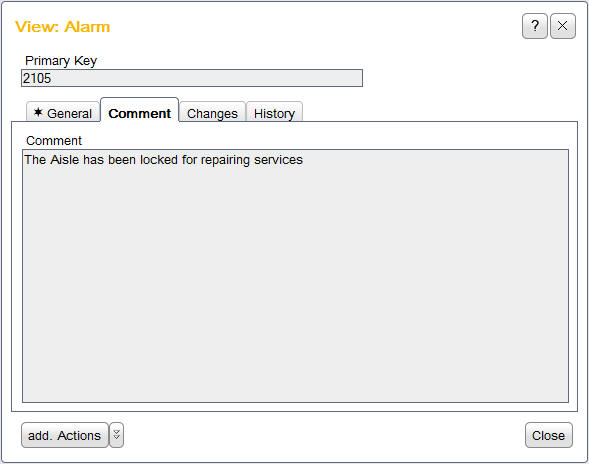 View: Alarm
?
Primary Key
2105
✶ General Comment Changes History
Comment
The Aisle has been locked for repairing services
add. Actions Close